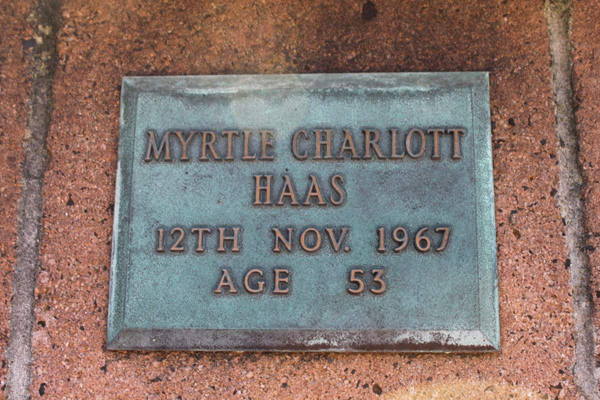 MYRTLE CHARLOTT
HAAS
12TH NOV. 1967
AGE 53